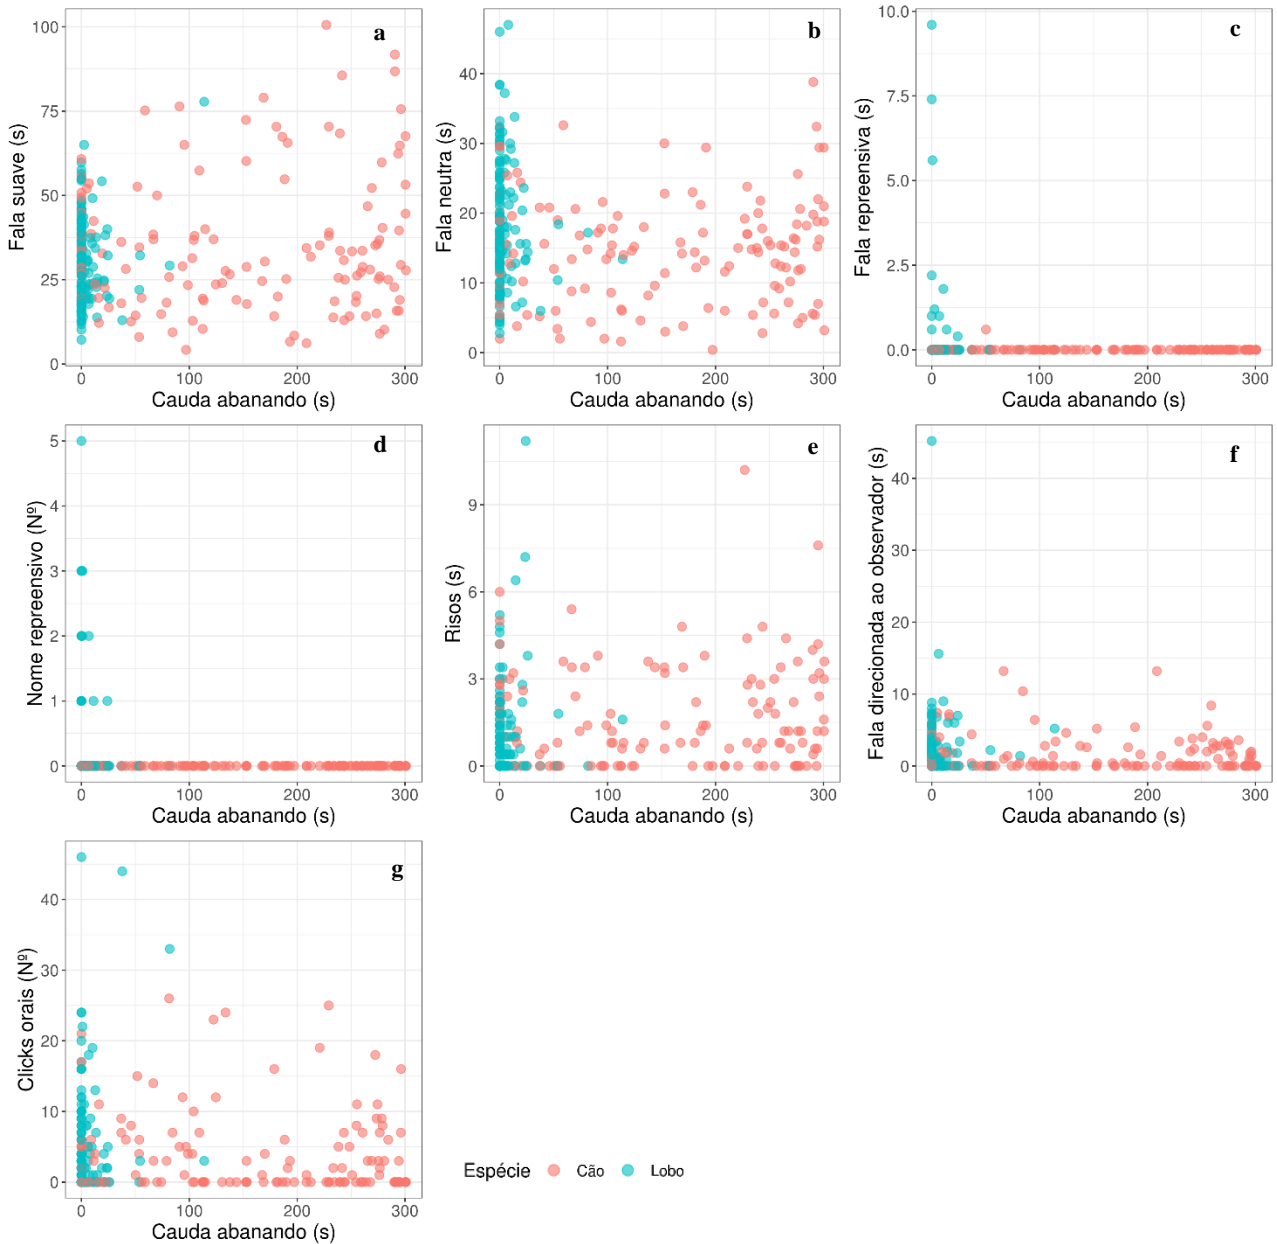 a
100
75
50
25
0
Fala suave (s)
0 100 200 300
Cauda abanando (s)
b
40
30
20
10
0
Fala neutra (s)
0 100 200 300
Cauda abanando (s)
c
10.0
7.5
5.0
2.5
0.0
Fala repreensiva (s)
0 100 200 300
Cauda abanando (s)
d
5
4
3
2
1
0
Nome repreensivo (Nº)
0 100 200 300
Cauda abanando (s)
e
9
6
3
0
Risos (s)
0 100 200 300
Cauda abanando (s)
f
40
30
20
10
0
Fala direcionada ao observador (s)
0 100 200 300
Cauda abanando (s)
g
40
30
20
10
0
Clicks orais (Nº)
0 100 200 300
Cauda abanando (s)
Espécie Cão Lobo